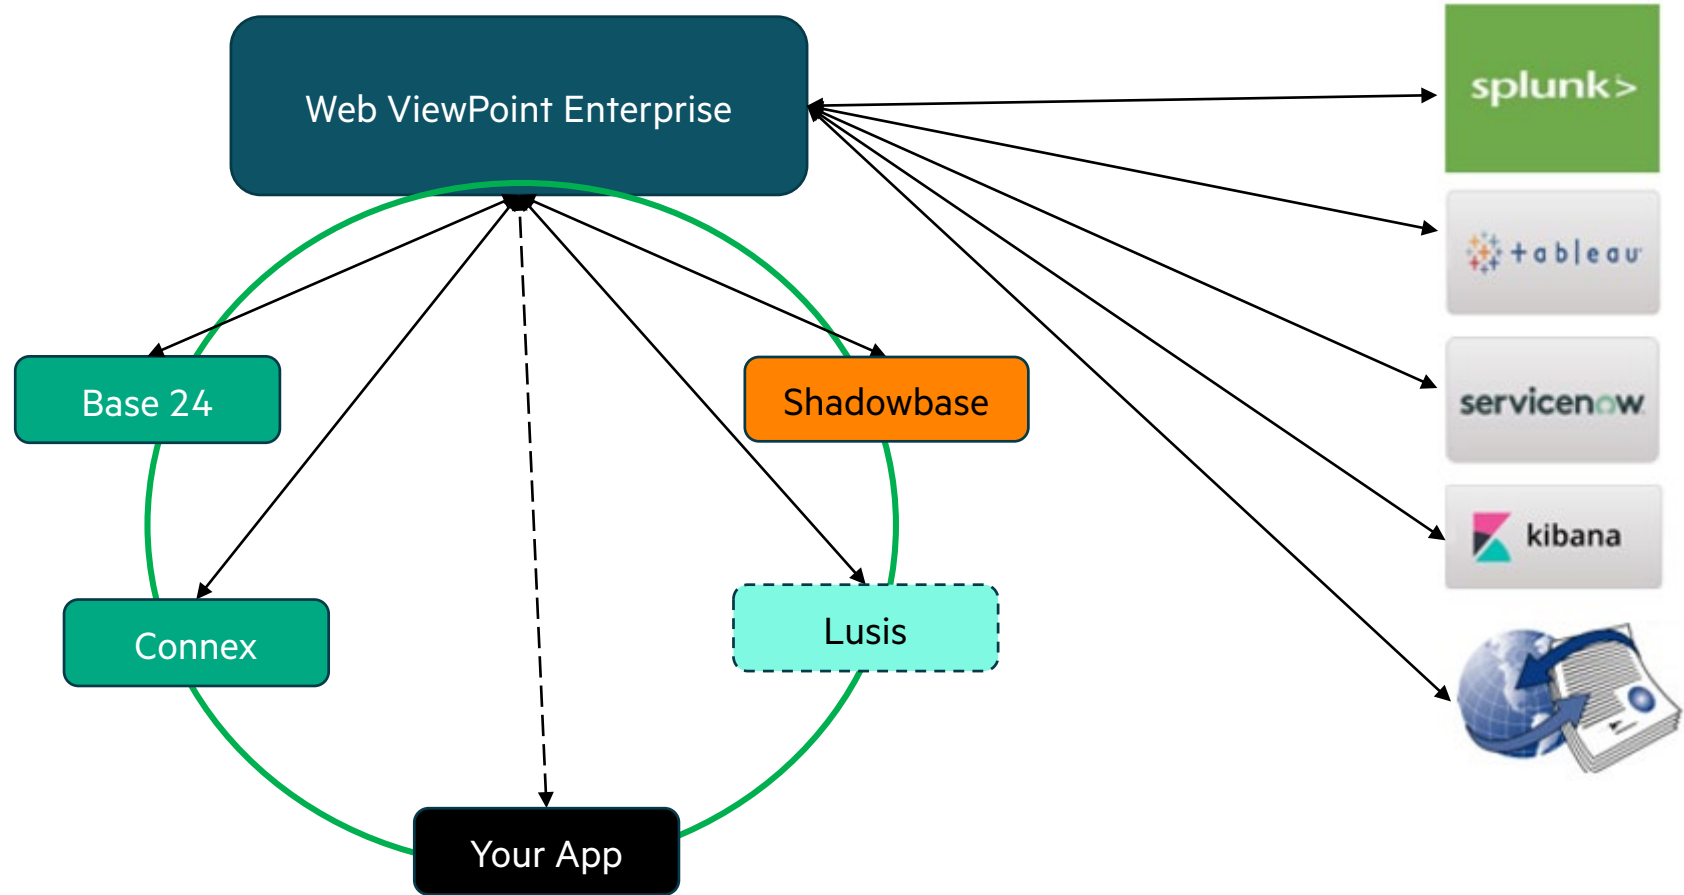 Web ViewPoint Enterprise
splunk>
+ableau
servicenow
kibana
Base 24
Shadowbase
Connex
Lusis
Your App